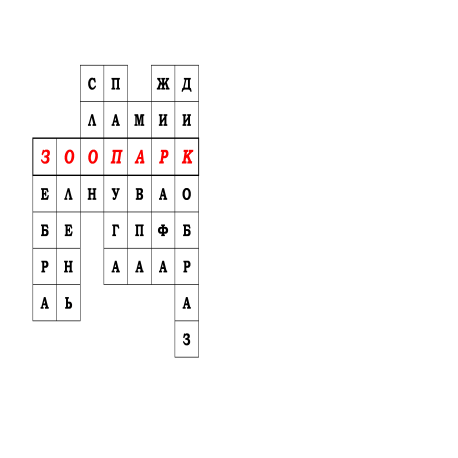 С П Ж Д
Л А М И И
З О О П А Р К
Е Л Н У В А О
Б Е Г П Ф Б
Р Н А А А Р
А Ь А
З